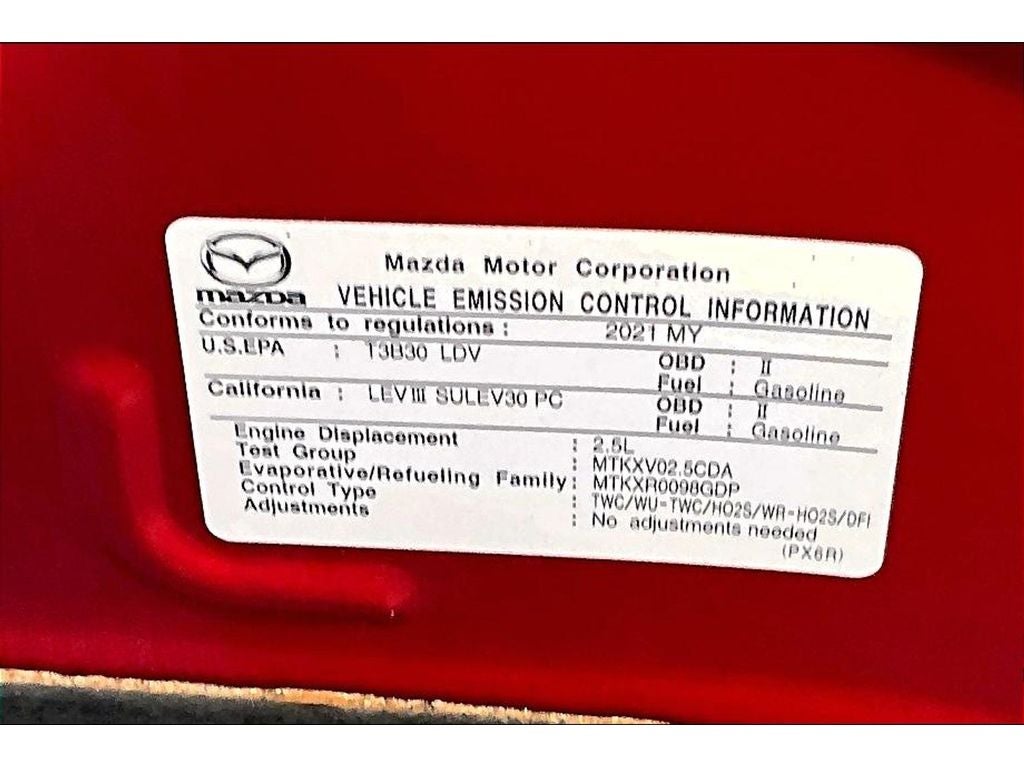 Mazda Motor Corporation
mazda VEHICLE EMISSION CONTROL INFORMATION
Conforms to regulations : 2021 MY
U.S.EPA : T3B30 LDV OBD : II
Fuel : Gasoline
California : LEVIII SULEV30 PC OBD : II
Fuel : Gasoline
Engine Displacement : 2.5L
Test Group : MTKXV02.5CDA
Evaporative/Refueling Family : MTKXR0098GDP
Control Type : TWC/WU-TWC/HO2S/WR-HO2S/DFI
Adjustments : No adjustments needed
(PX6R)